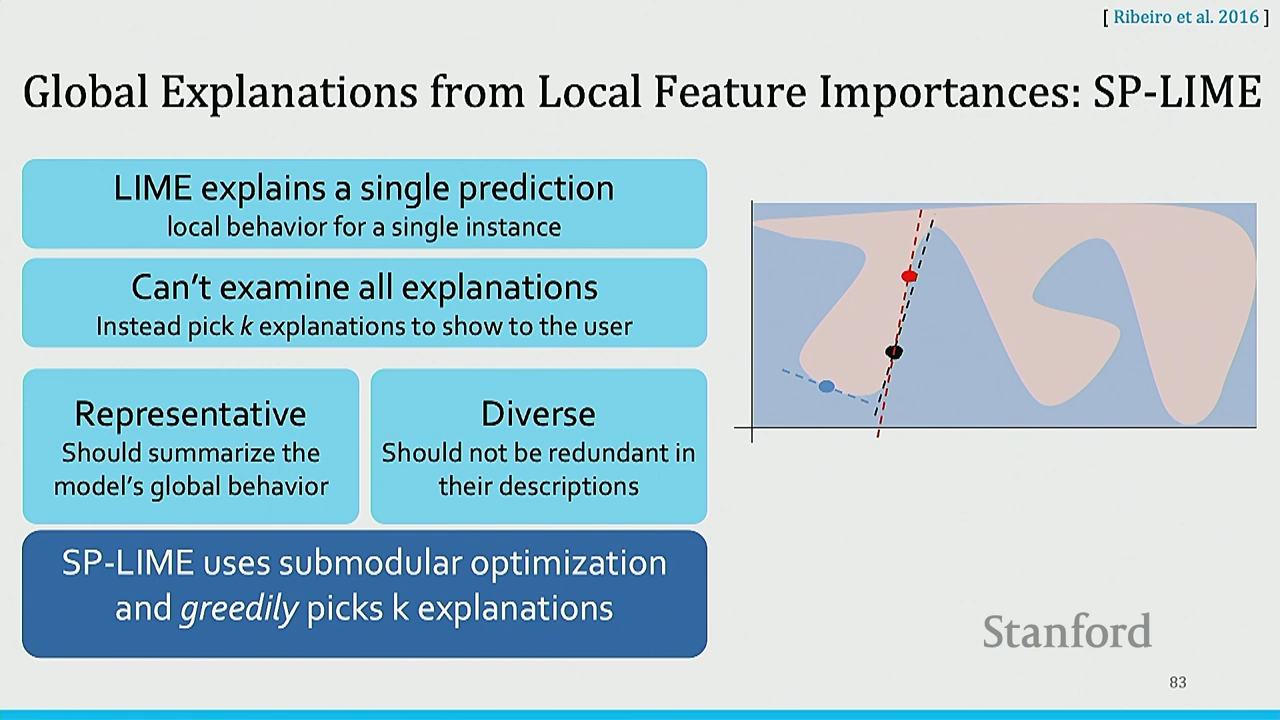 [ Ribeiro et al. 2016 ]
Global Explanations from Local Feature Importances: SP-LIME
LIME explains a single prediction
local behavior for a single instance
Can’t examine all explanations
Instead pick k explanations to show to the user
Representative
Should summarize the
model’s global behavior
Diverse
Should not be redundant in
their descriptions
SP-LIME uses submodular optimization
and greedily picks k explanations
Stanford
83